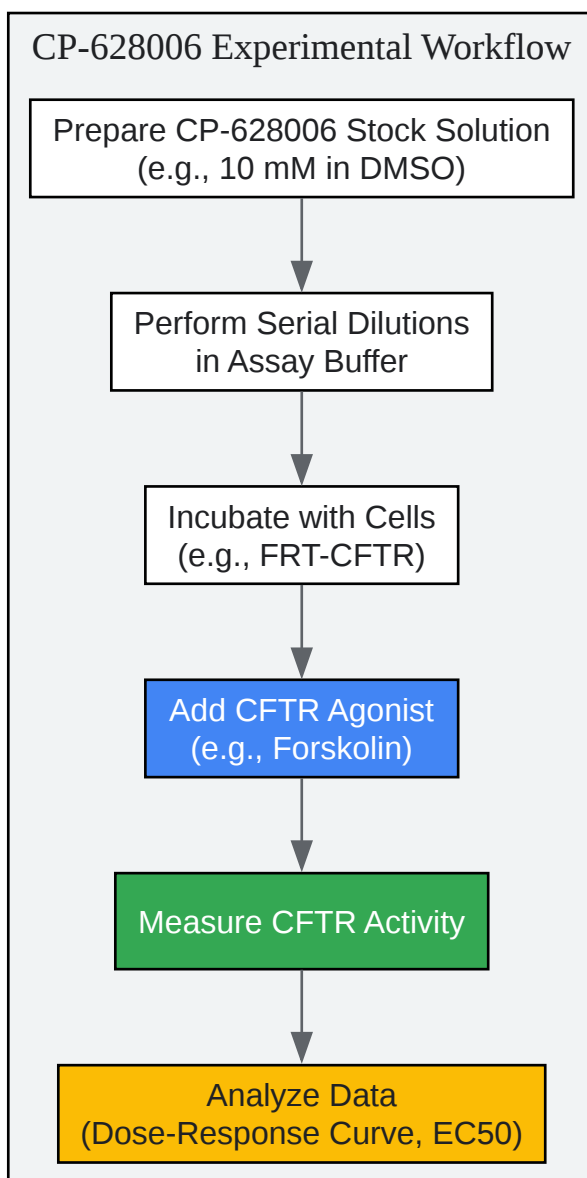 CP-628006 Experimental Workflow
Prepare CP-628006 Stock Solution
(e.g., 10 mM in DMSO)
Perform Serial Dilutions
in Assay Buffer
Incubate with Cells
(e.g., FRT-CFTR)
Add CFTR Agonist
(e.g., Forskolin)
Measure CFTR Activity
Analyze Data
(Dose-Response Curve, EC50)